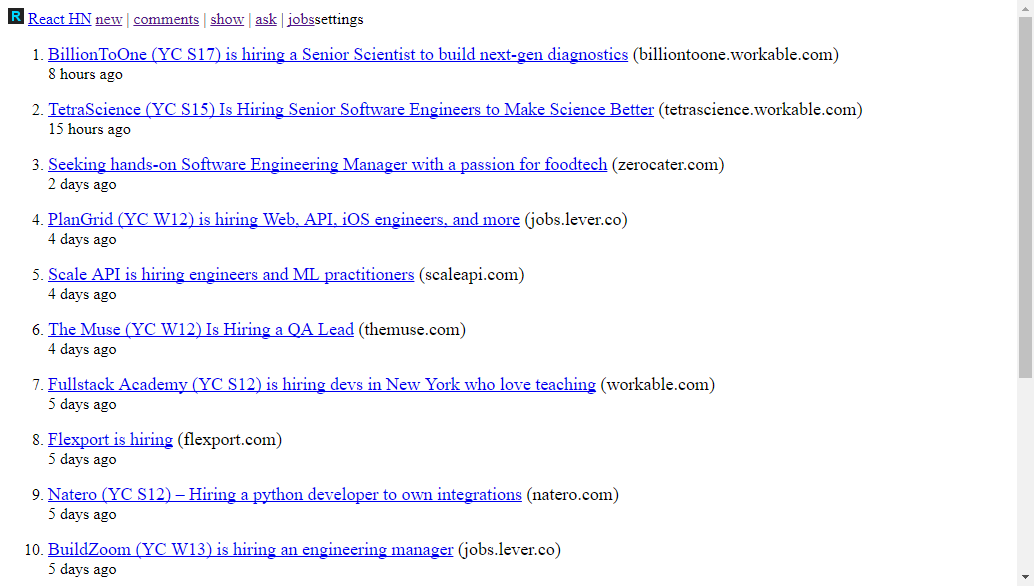 R React HN new | comments | show | ask | jobssettings
1. BillionToOne (YC S17) is hiring a Senior Scientist to build next-gen diagnostics (billiontoone.workable.com)
8 hours ago
2. TetraScience (YC S15) Is Hiring Senior Software Engineers to Make Science Better (tetrascience.workable.com)
15 hours ago
3. Seeking hands-on Software Engineering Manager with a passion for foodtech (zerocater.com)
2 days ago
4. PlanGrid (YC W12) is hiring Web, API, iOS engineers, and more (jobs.lever.co)
4 days ago
5. Scale API is hiring engineers and ML practitioners (scaleapi.com)
4 days ago
6. The Muse (YC W12) Is Hiring a QA Lead (themuse.com)
4 days ago
7. Fullstack Academy (YC S12) is hiring devs in New York who love teaching (workable.com)
5 days ago
8. Flexport is hiring (flexport.com)
5 days ago
9. Natero (YC S12) – Hiring a python developer to own integrations (natero.com)
5 days ago
10. BuildZoom (YC W13) is hiring an engineering manager (jobs.lever.co)
5 days ago